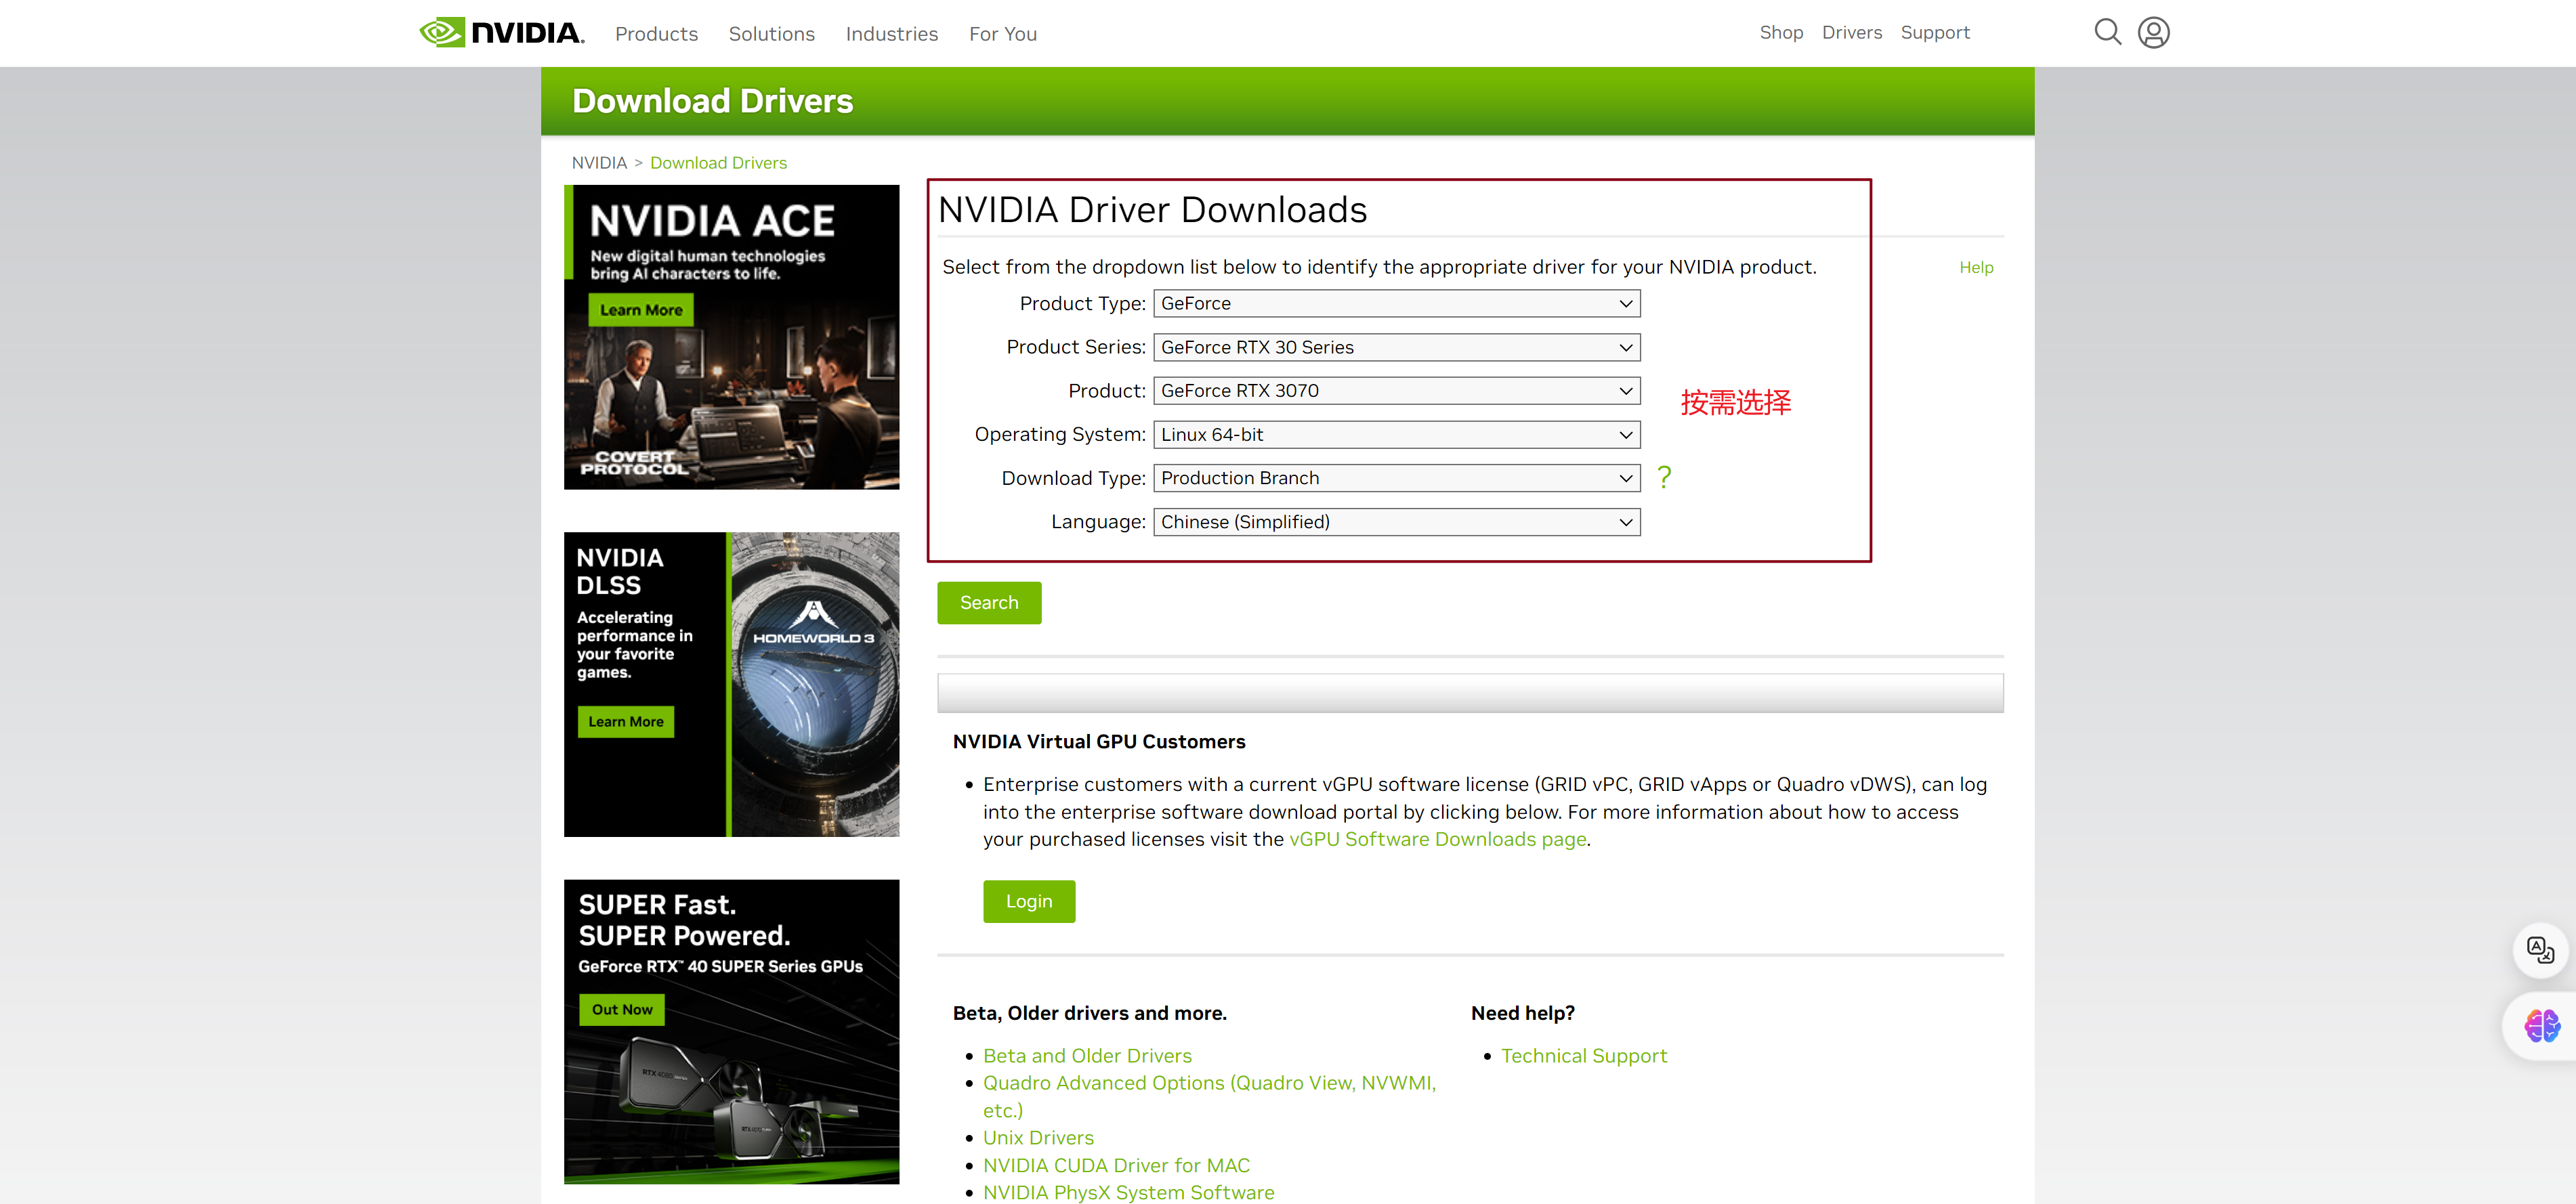 NVIDIA.
Products
Solutions
Industries
For You
Shop
Drivers
Support
Download Drivers
NVIDIA > Download Drivers
NVIDIA ACE
New digital human technologies
bring AI characters to life.
Learn More
COVERT
PROTOCOL
NVIDIA
DLSS
Accelerating
performance in
your favorite
games.
Learn More
HOMEWORLD 3
SUPER Fast.
SUPER Powered.
GeForce RTX™ 40 SUPER Series GPUs
Out Now
NVIDIA Driver Downloads
Select from the dropdown list below to identify the appropriate driver for your NVIDIA product.
Help
Product Type: GeForce
Product Series: GeForce RTX 30 Series
Product: GeForce RTX 3070
按需选择
Operating System: Linux 64-bit
Download Type: Production Branch ?
Language: Chinese (Simplified)
Search
NVIDIA Virtual GPU Customers
• Enterprise customers with a current vGPU software license (GRID vPC, GRID vApps or Quadro vDWS), can log
into the enterprise software download portal by clicking below. For more information about how to access
your purchased licenses visit the vGPU Software Downloads page.
Login
Beta, Older drivers and more.
• Beta and Older Drivers
• Quadro Advanced Options (Quadro View, NVWMI,
etc.)
• Unix Drivers
• NVIDIA CUDA Driver for MAC
• NVIDIA PhysX System Software
Need help?
• Technical Support